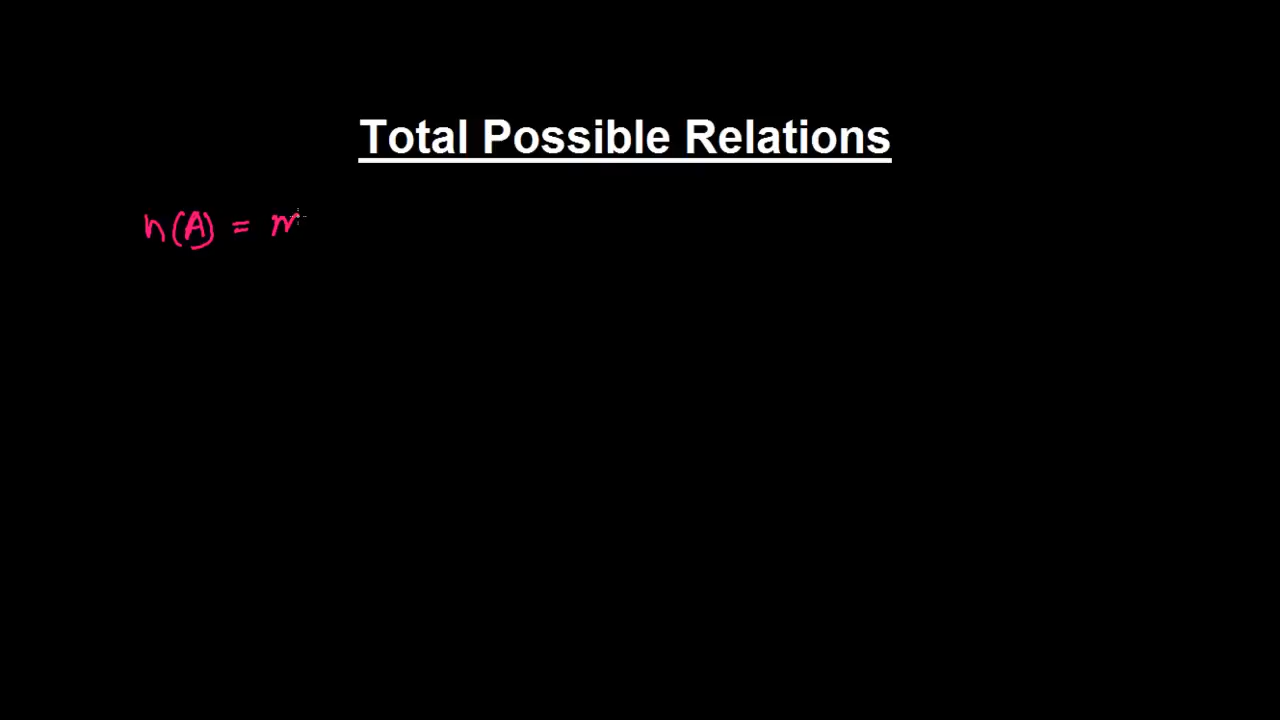 Total Possible Relations
n(A) = m